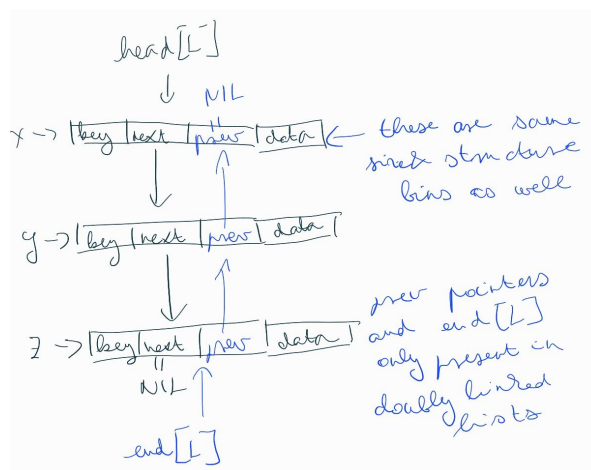 head[L]
NIL
x -> |key|next|prev|data| <- these are same
size & structure
bins as well
y -> |key|next|prev|data|
prev pointers
and end[L]
only present in
doubly linked
lists
z -> |key|next|prev|data|
NIL
end[L]